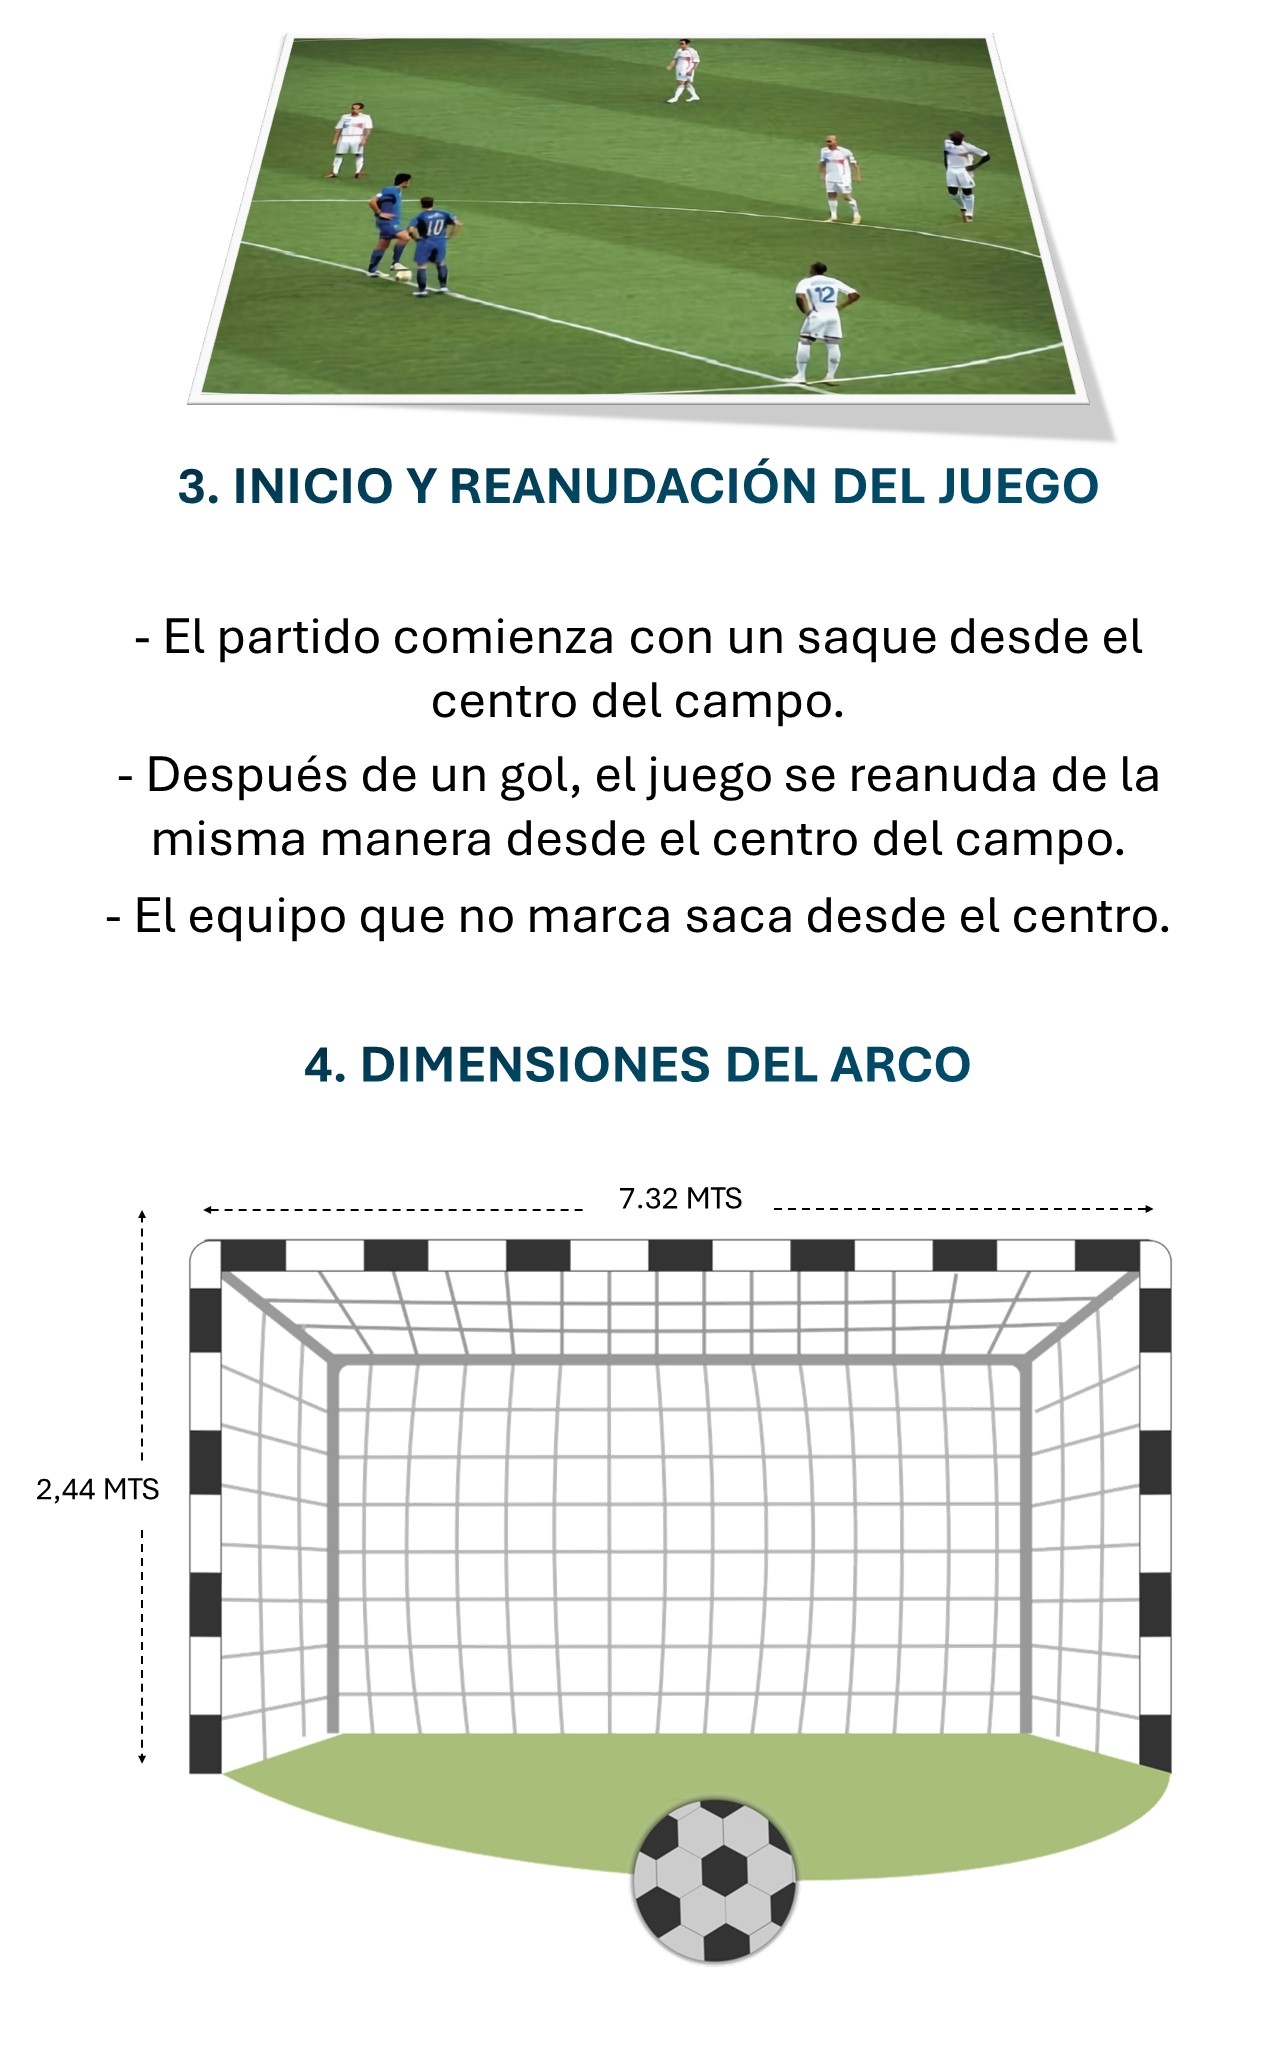 10
12
3. INICIO Y REANUDACIÓN DEL JUEGO
- El partido comienza con un saque desde el
centro del campo.
- Después de un gol, el juego se reanuda de la
misma manera desde el centro del campo.
- El equipo que no marca saca desde el centro.
4. DIMENSIONES DEL ARCO
7.32 MTS
2,44 MTS